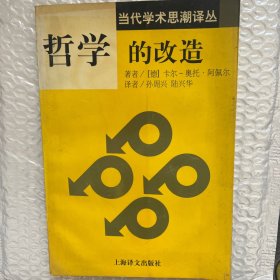 当代学术思潮译丛
哲学的改造
著者/[德]卡尔-奥托·阿佩尔
译者/孙周兴 陆兴华
上海译文出版社